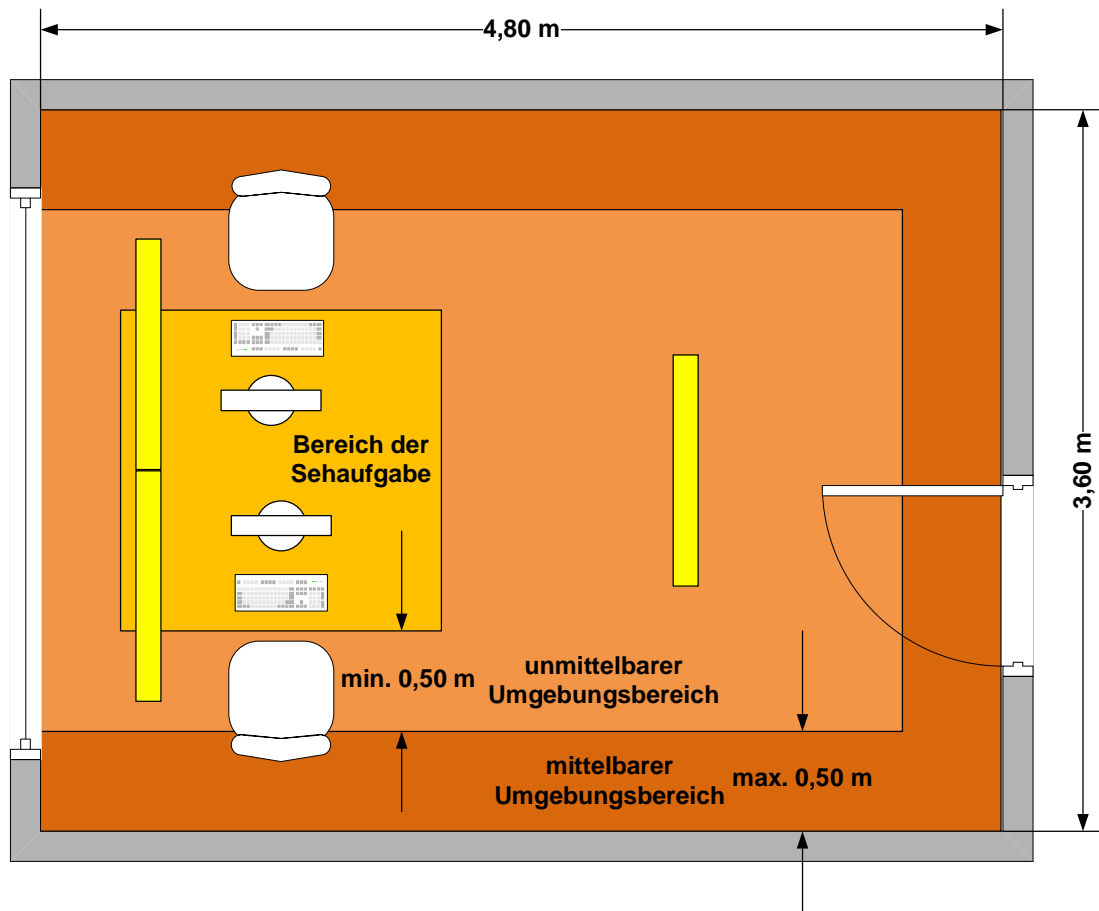 4,80 m
3,60 m
Bereich der
Sehaufgabe
min. 0,50 m
unmittelbarer
Umgebungsbereich
mittelbarer
Umgebungsbereich
max. 0,50 m